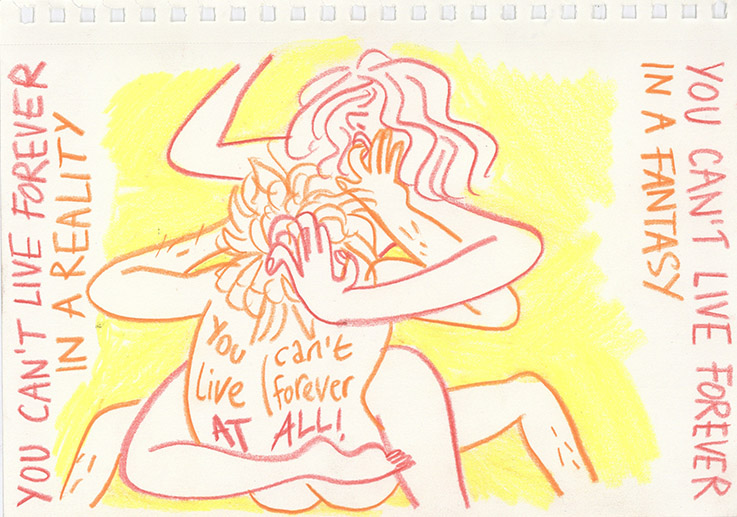 YOU CAN'T LIVE FOREVER
IN A REALITY
You can't
live forever
AT ALL!
YOU CAN'T LIVE FOREVER
IN A FANTASY